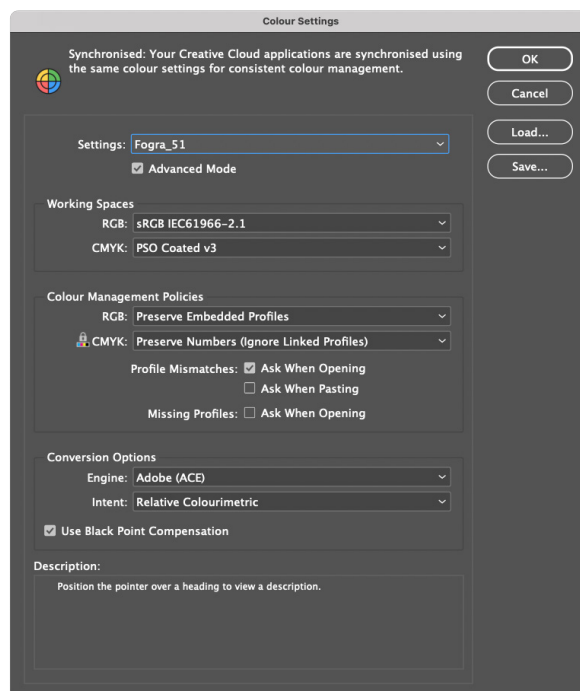 Colour Settings
Synchronised: Your Creative Cloud applications are synchronised using
the same colour settings for consistent colour management.
OK
Cancel
Load...
Save...
Settings: Fogra_51
Advanced Mode
Working Spaces
RGB: sRGB IEC61966-2.1
CMYK: PSO Coated v3
Colour Management Policies
RGB: Preserve Embedded Profiles
CMYK: Preserve Numbers (Ignore Linked Profiles)
Profile Mismatches: Ask When Opening
Ask When Pasting
Missing Profiles: Ask When Opening
Conversion Options
Engine: Adobe (ACE)
Intent: Relative Colourimetric
Use Black Point Compensation
Description:
Position the pointer over a heading to view a description.